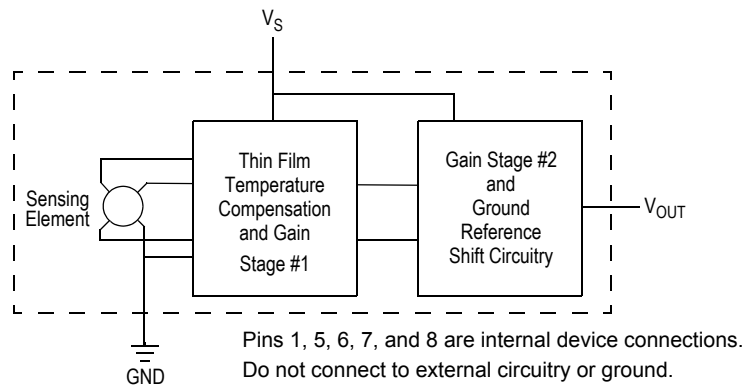 V_S
Thin Film
Temperature
Compensation
and Gain
Stage #1
Gain Stage #2
and
Ground
Reference
Shift Circuitry
Sensing
Element
V_OUT
GND
Pins 1, 5, 6, 7, and 8 are internal device connections.
Do not connect to external circuitry or ground.